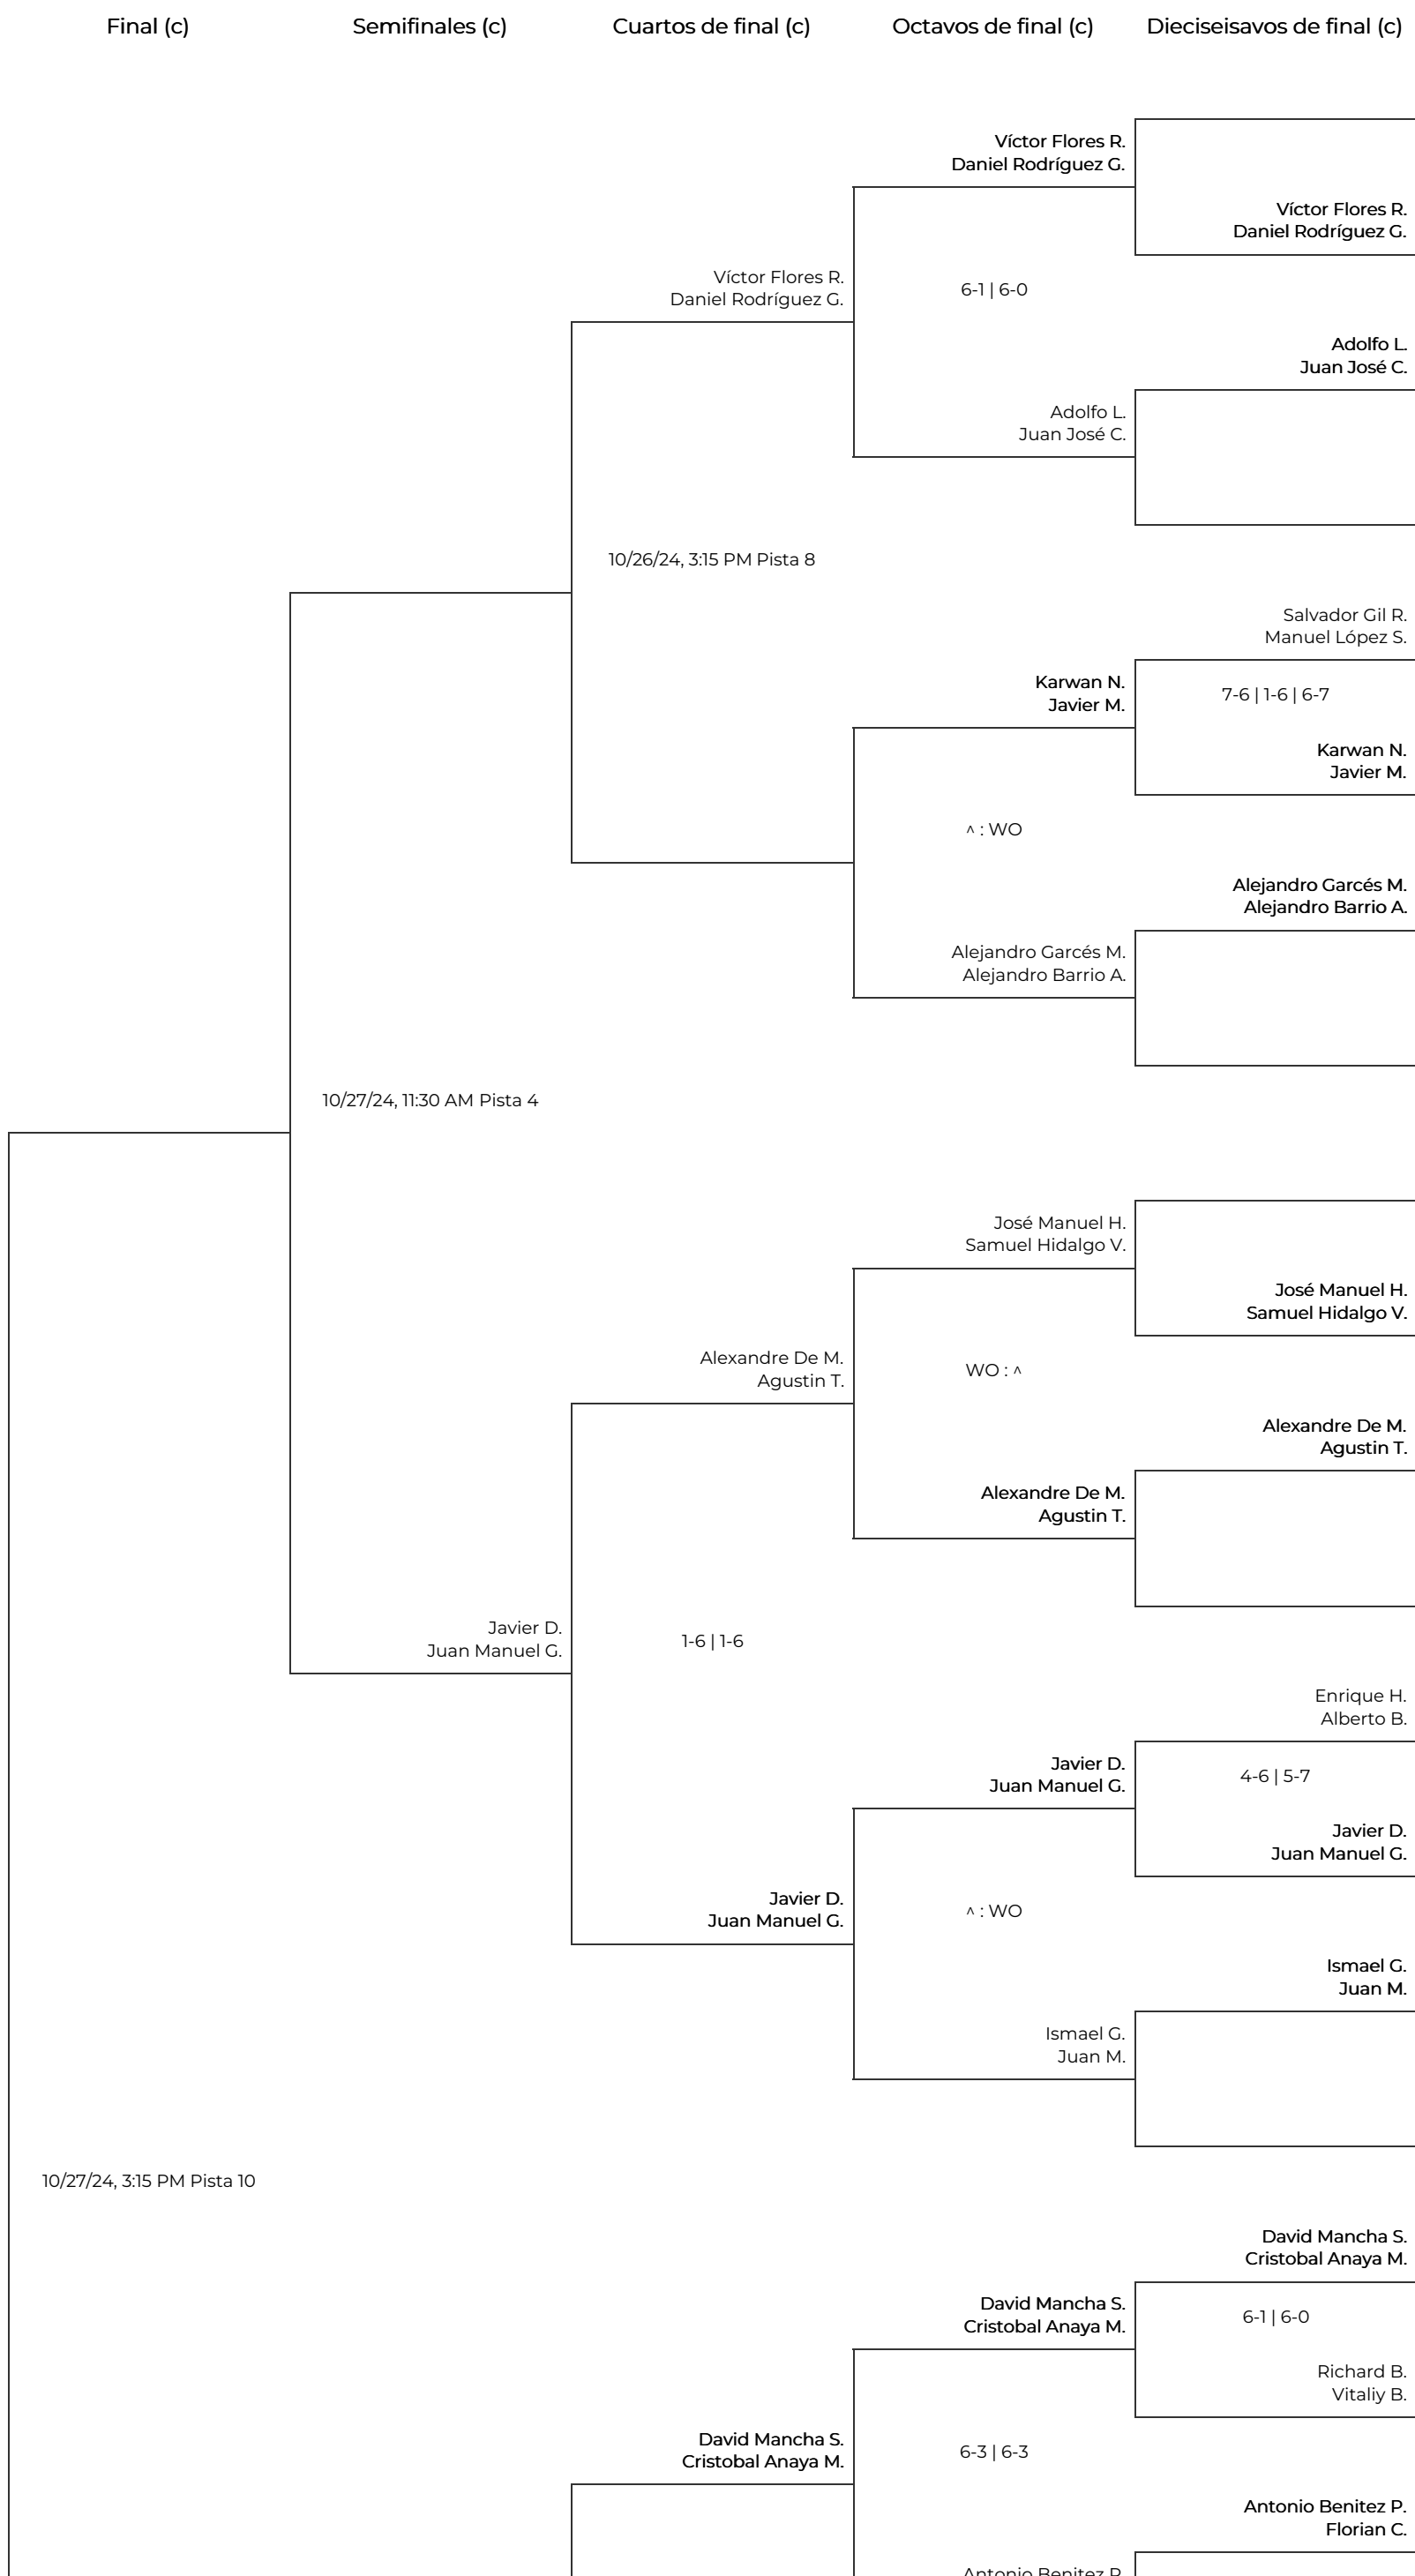 Final (c)
Semifinales (c)
Cuartos de final (c)
Octavos de final (c)
Dieciseisavos de final (c)
Víctor Flores R.
Daniel Rodríguez G.
Víctor Flores R.
Daniel Rodríguez G.
Víctor Flores R.
Daniel Rodríguez G.
6-1 | 6-0
Adolfo L.
Juan José C.
Adolfo L.
Juan José C.
10/26/24, 3:15 PM Pista 8
Salvador Gil R.
Manuel López S.
Karwan N.
Javier M.
7-6 | 1-6 | 6-7
Karwan N.
Javier M.
^ : WO
Alejandro Garcés M.
Alejandro Barrio A.
Alejandro Garcés M.
Alejandro Barrio A.
10/27/24, 11:30 AM Pista 4
José Manuel H.
Samuel Hidalgo V.
José Manuel H.
Samuel Hidalgo V.
Alexandre De M.
Agustin T.
WO : ^
Alexandre De M.
Agustin T.
Alexandre De M.
Agustin T.
Javier D.
Juan Manuel G.
1-6 | 1-6
Enrique H.
Alberto B.
Javier D.
Juan Manuel G.
4-6 | 5-7
Javier D.
Juan Manuel G.
Javier D.
Juan Manuel G.
^ : WO
Ismael G.
Juan M.
Ismael G.
Juan M.
10/27/24, 3:15 PM Pista 10
David Mancha S.
Cristobal Anaya M.
David Mancha S.
Cristobal Anaya M.
6-1 | 6-0
Richard B.
Vitaliy B.
David Mancha S.
Cristobal Anaya M.
6-3 | 6-3
Antonio Benitez P.
Florian C.
Antonio Benitez P.